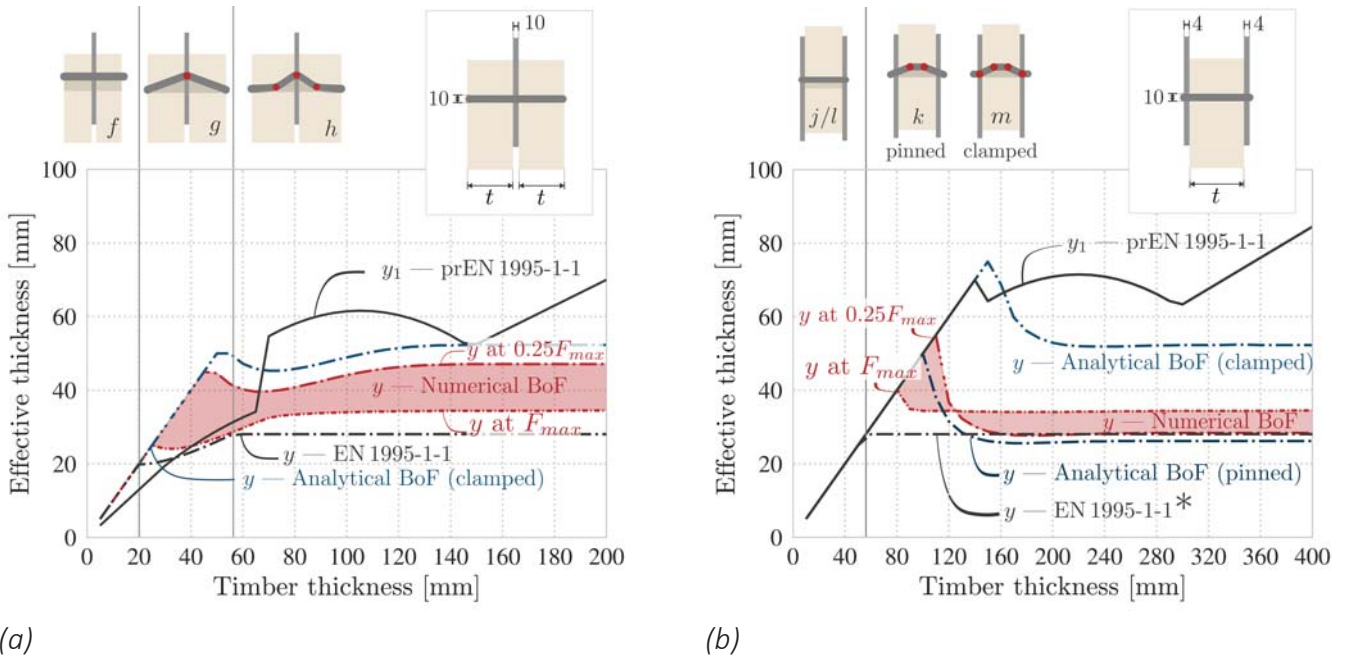 10
f
g
h
10
t
t
100
80
60
40
20
0
Effective thickness [mm]
y₁ — prEN 1995-1-1
y at 0.25Fₘₐₓ
y — Numerical BoF
y at Fₘₐₓ
y — EN 1995-1-1
y — Analytical BoF (clamped)
0 20 40 60 80 100 120 140 160 180 200
Timber thickness [mm]
(a)
4
4
j/l
k
m
pinned
clamped
10
t
100
80
60
40
20
0
Effective thickness [mm]
y₁ — prEN 1995-1-1
y at 0.25Fₘₐₓ
y at Fₘₐₓ
y — Analytical BoF (clamped)
y — Numerical BoF
y — Analytical BoF (pinned)
y — EN 1995-1-1*
0 40 80 120 160 200 240 280 320 360 400
Timber thickness [mm]
(b)